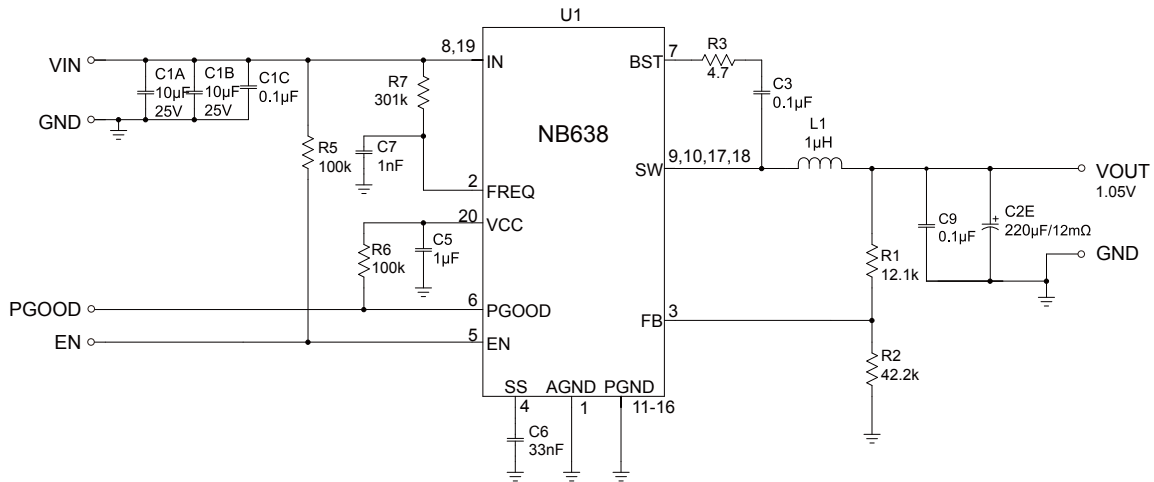 U1
VIN
GND
C1A
10µF
25V
C1B
10µF
25V
C1C
0.1µF
R7
301k
R5
100k
C7
1nF
R6
100k
C5
1µF
PGOOD
EN
8,19
IN
2
FREQ
20
VCC
6
PGOOD
5
EN
NB638
BST
7
SW
9,10,17,18
FB
3
SS
4
AGND
1
PGND
11-16
C6
33nF
R3
4.7
C3
0.1µF
L1
1µH
R1
12.1k
R2
42.2k
C9
0.1µF
+
C2E
220µF/12mΩ
VOUT
1.05V
GND